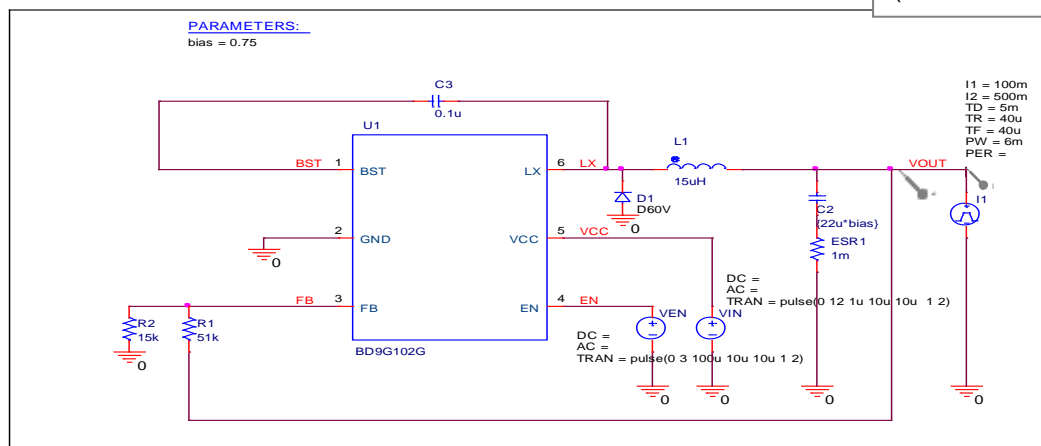 PARAMETERS:
bias = 0.75
C3
0.1u
I1 = 100m
I2 = 500m
TD = 5m
TR = 40u
TF = 40u
PW = 6m
PER =
U1
L1
15uH
BST 1 BST
LX 6 LX
VOUT
I1
D1
D60V
0
C2
{22u*bias}
ESR1
1m
2 GND
0
VCC 5 VCC
FB 3 FB
EN 4 EN
R2
15k
0
R1
51k
BD9G102G
DC =
AC =
TRAN = pulse(0 12 1u 10u 10u 1 2)
VEN
VIN
DC =
AC =
TRAN = pulse(0 3 100u 10u 10u 1 2)
0
0
0
0